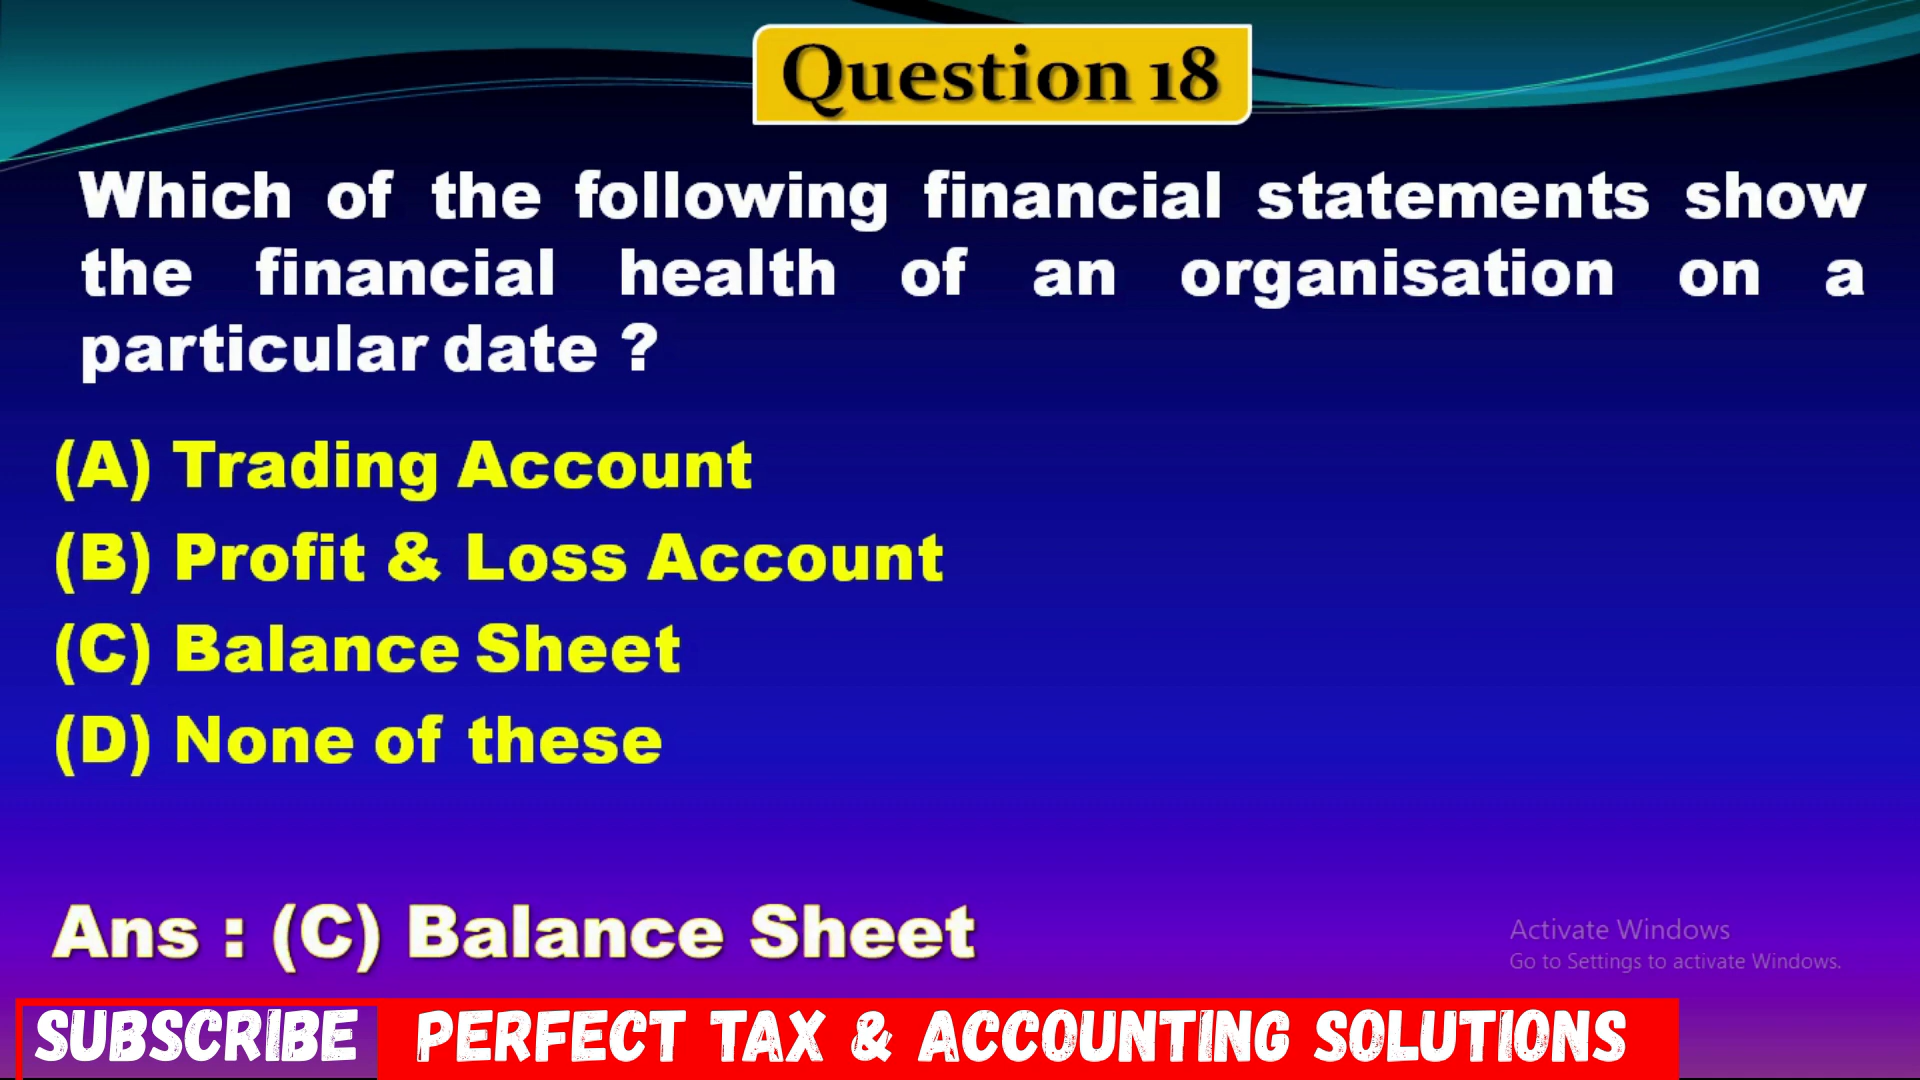 Question 18
Which of the following financial statements show
the financial health of an organisation on a
particular date ?
(A) Trading Account
(B) Profit & Loss Account
(C) Balance Sheet
(D) None of these
Ans : (C) Balance Sheet
Activate Windows
Go to Settings to activate Windows.
SUBSCRIBE PERFECT TAX & ACCOUNTING SOLUTIONS